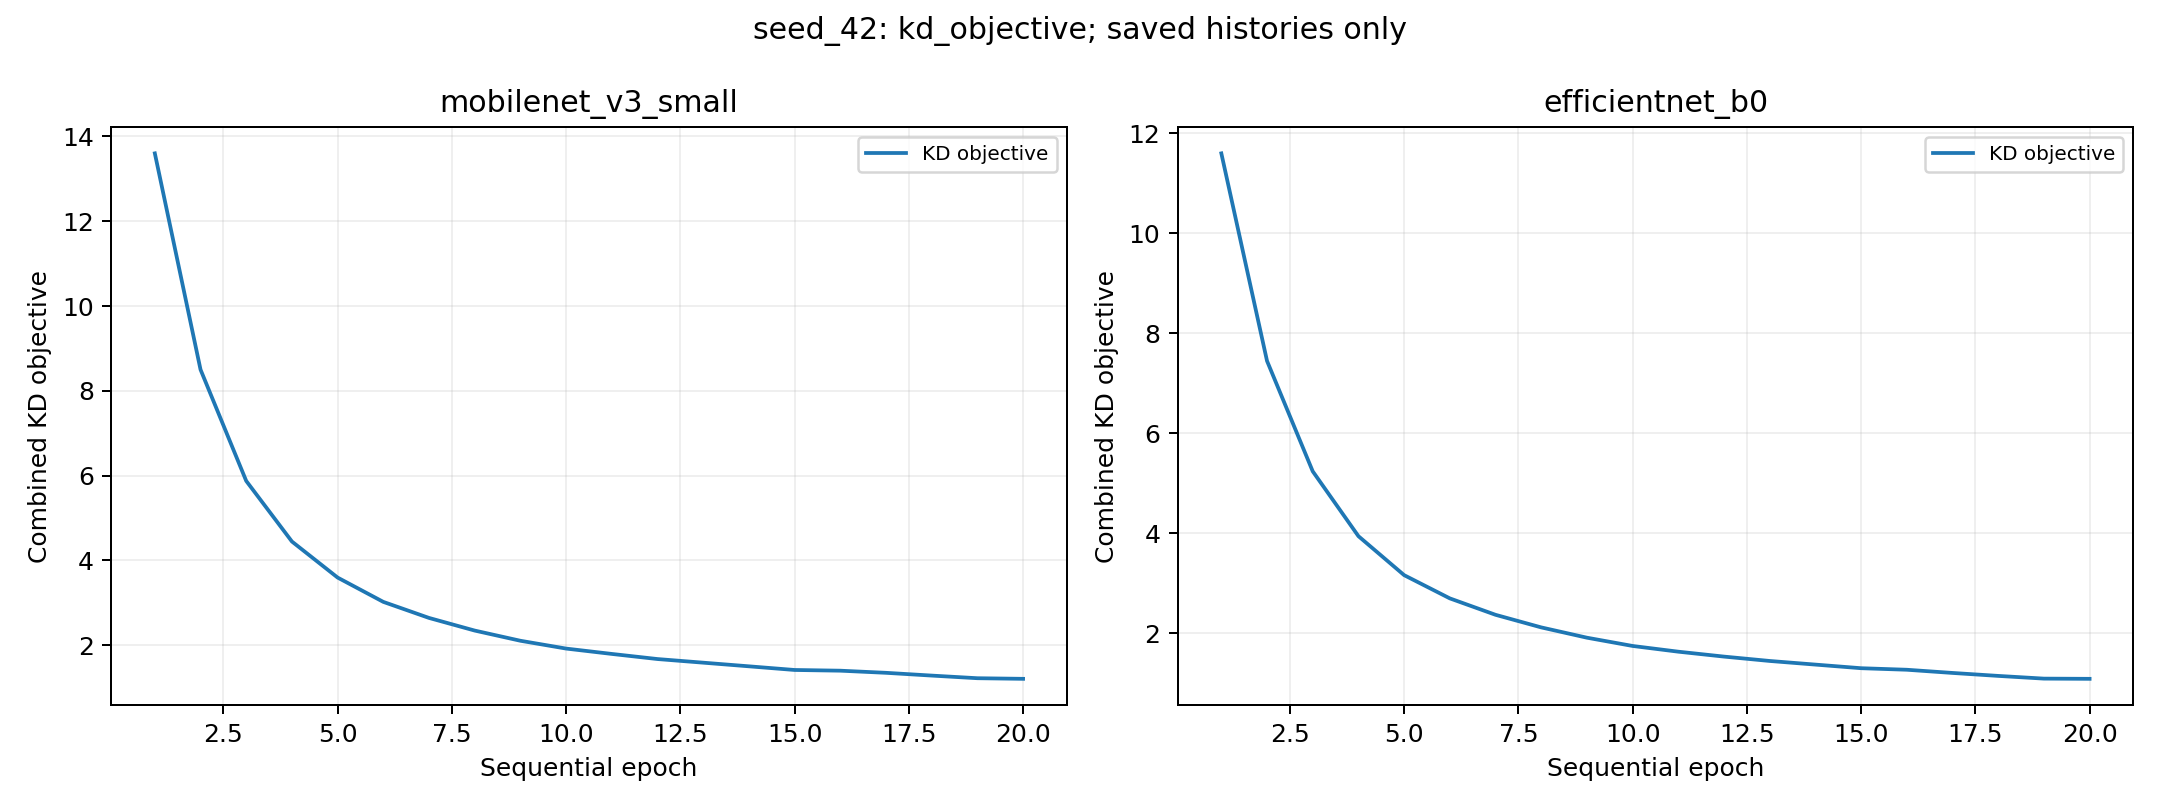 seed_42: kd_objective; saved histories only
mobilenet_v3_small
14
12
10
8
6
4
2
Combined KD objective
KD objective
2.5 5.0 7.5 10.0 12.5 15.0 17.5 20.0
Sequential epoch
efficientnet_b0
12
10
8
6
4
2
Combined KD objective
KD objective
2.5 5.0 7.5 10.0 12.5 15.0 17.5 20.0
Sequential epoch